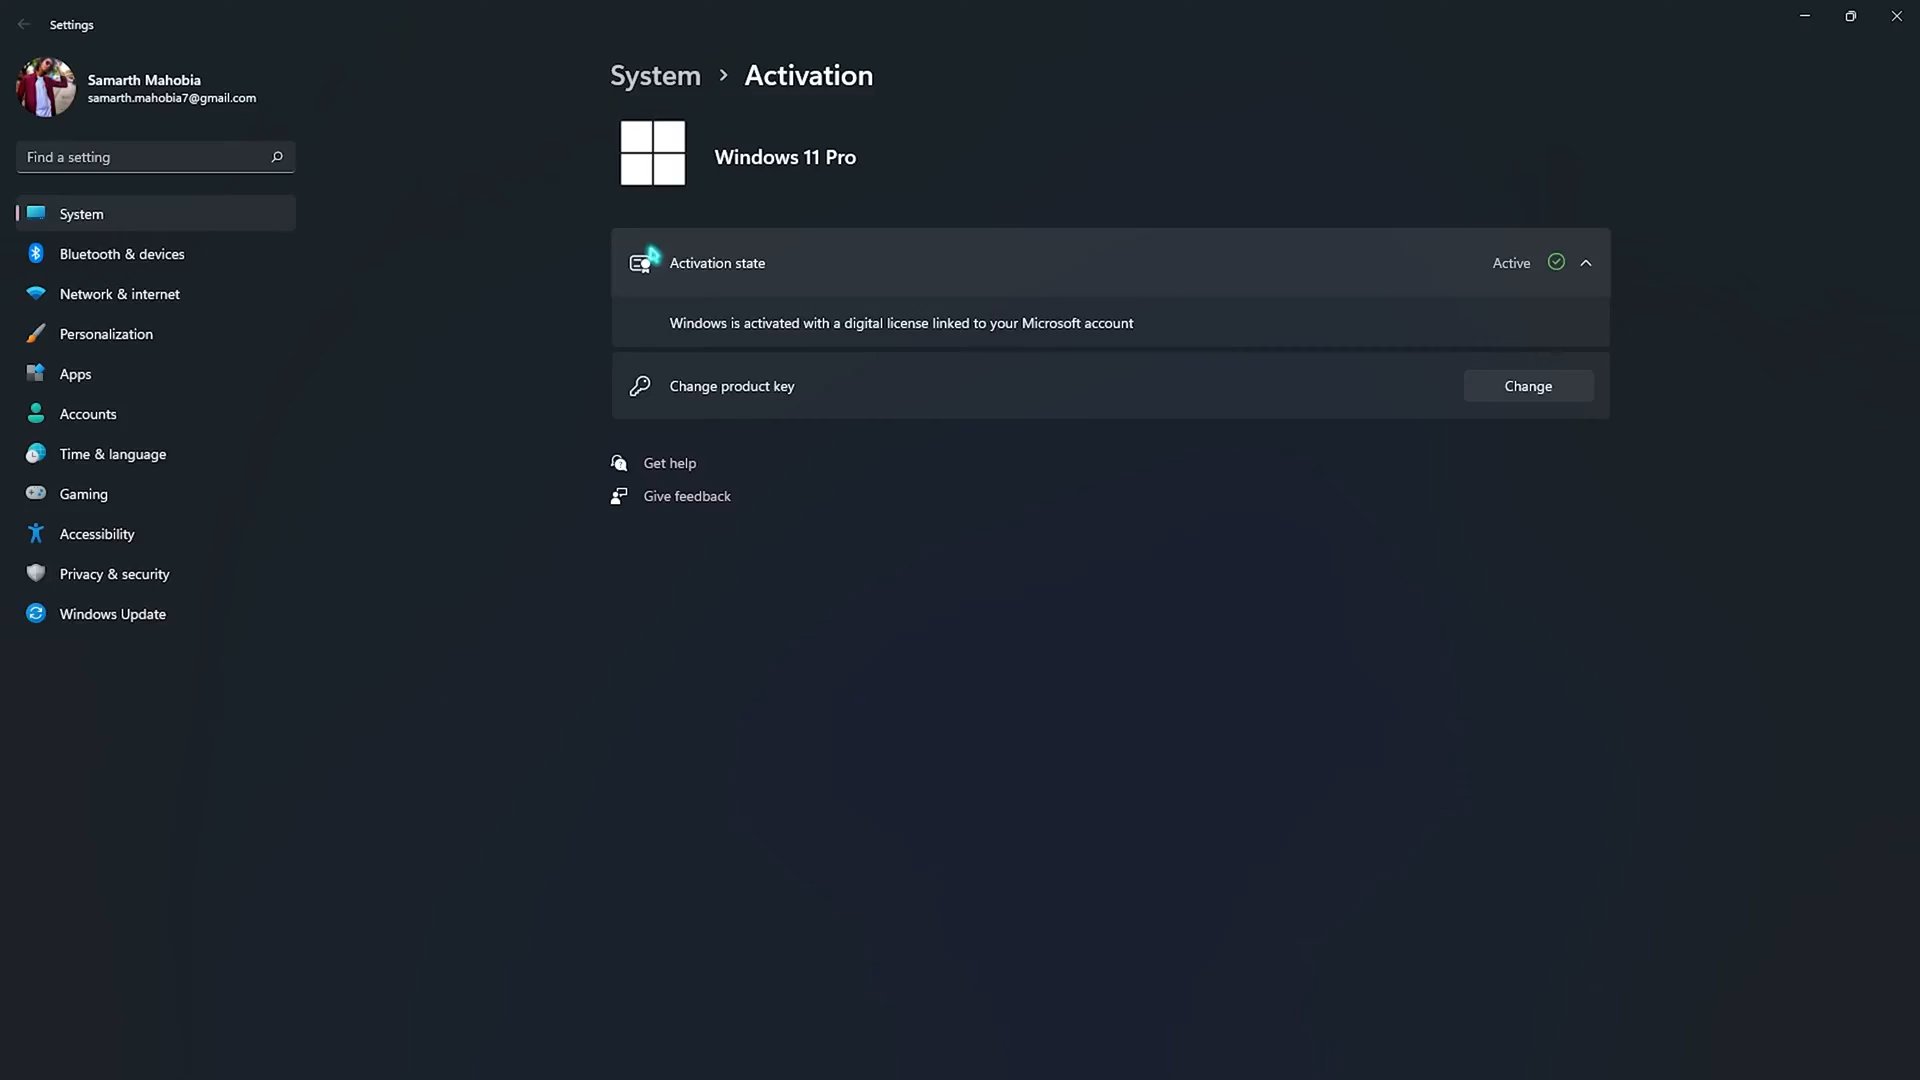 Settings
Samarth Mahobia
samarth.mahobia7@gmail.com
Find a setting
System
Bluetooth & devices
Network & internet
Personalization
Apps
Accounts
Time & language
Gaming
Accessibility
Privacy & security
Windows Update
System > Activation
Windows 11 Pro
Activation state Active
Windows is activated with a digital license linked to your Microsoft account
Change product key Change
Get help
Give feedback